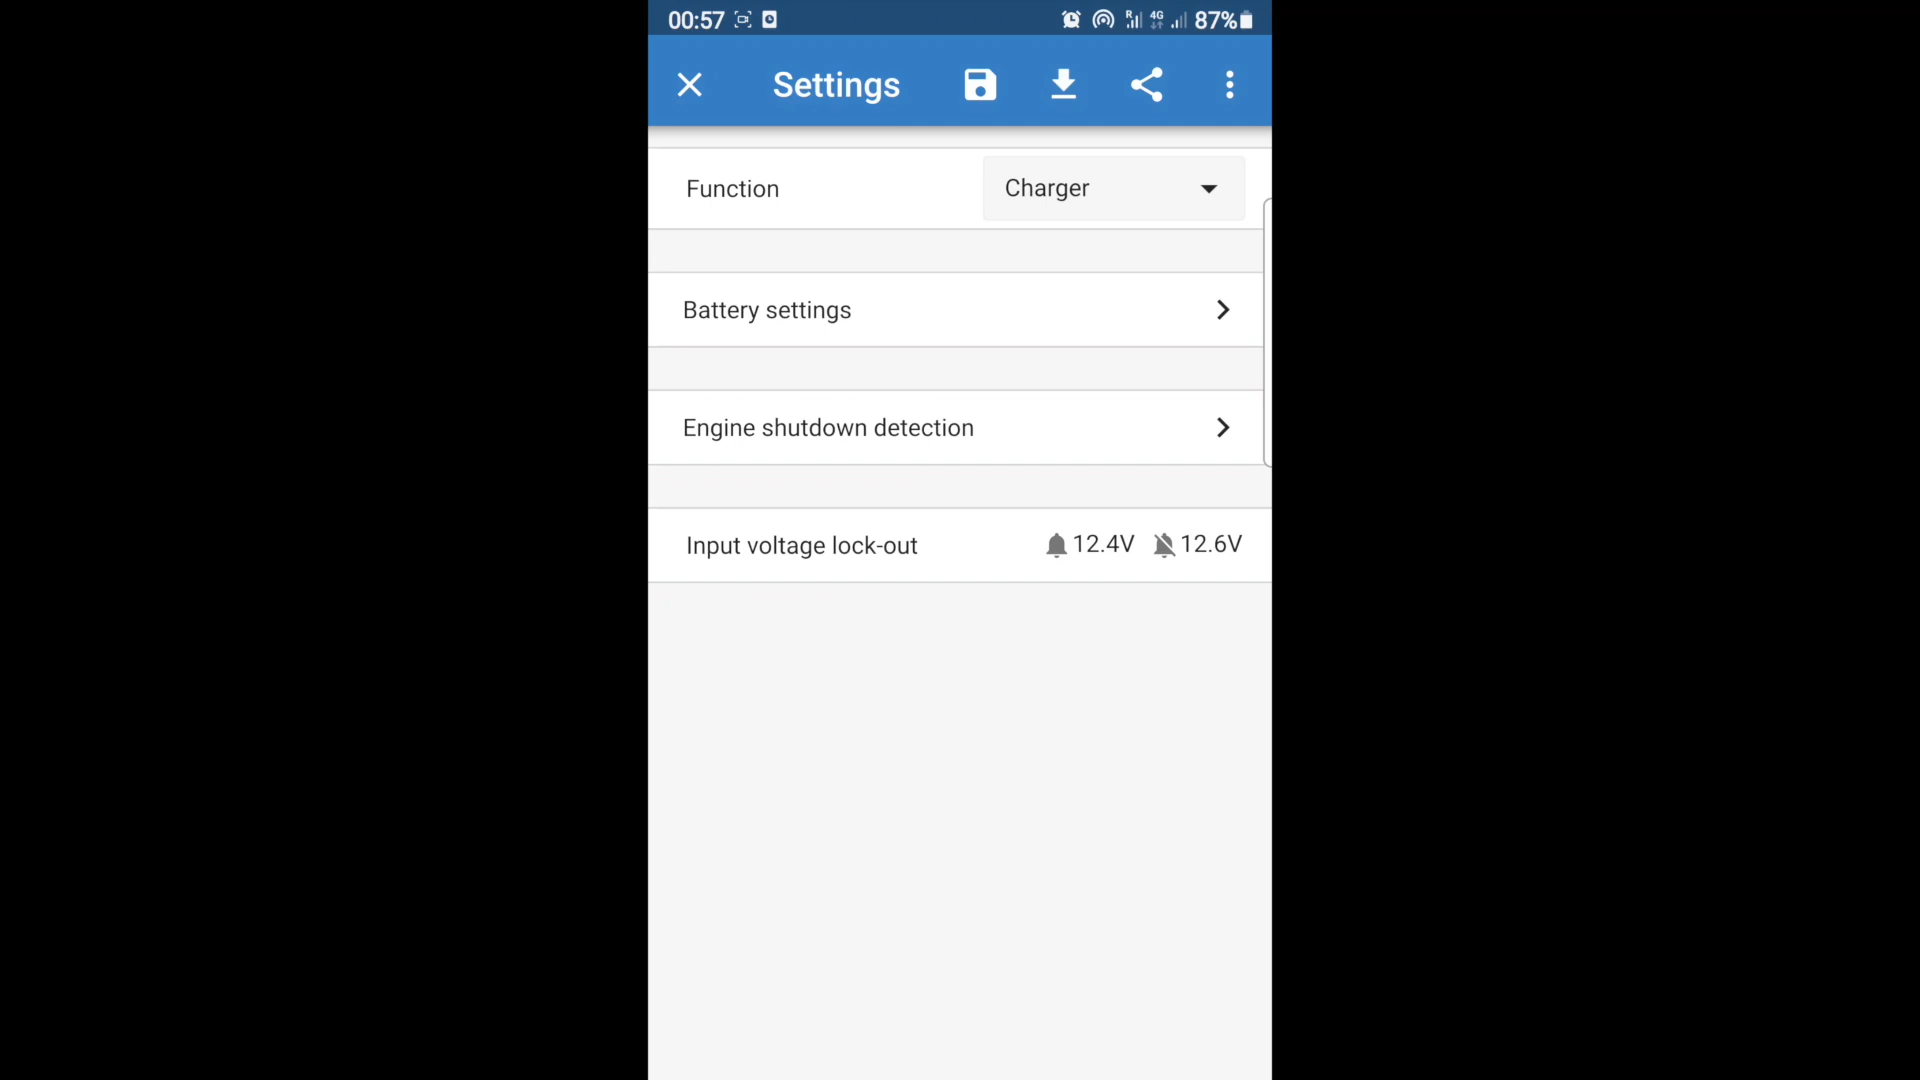 00:57 R 4G 87%
Settings
Function Charger
Battery settings
Engine shutdown detection
Input voltage lock-out 12.4V 12.6V